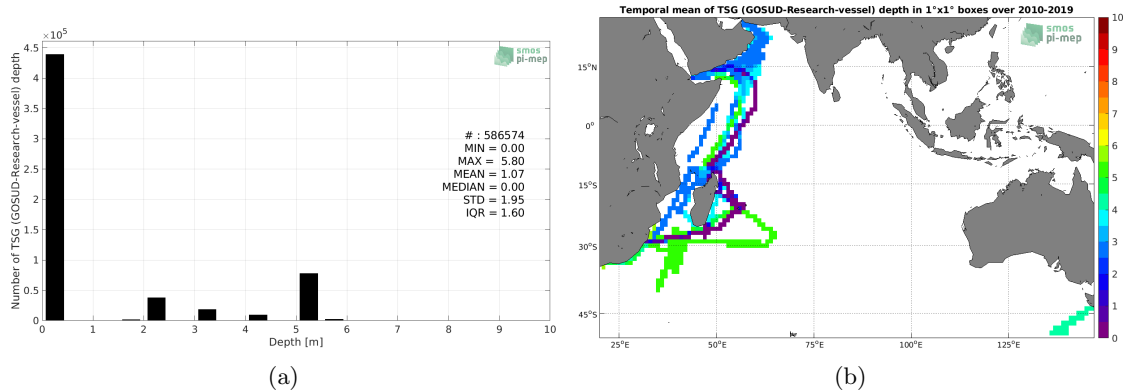 ×10⁵
4.5
4
3.5
3
2.5
2
1.5
1
0.5
0
Number of TSG (GOSUD-Research-vessel) depth
smos
pi-mep
# : 586574
MIN = 0.00
MAX = 5.80
MEAN = 1.07
MEDIAN = 0.00
STD = 1.95
IQR = 1.60
0 1 2 3 4 5 6 7 8 9 10
Depth [m]
(a)
Temporal mean of TSG (GOSUD-Research-vessel) depth in 1°x1° boxes over 2010-2019
smos
pi-mep
15°N
0°
15°S
30°S
45°S
25°E 50°E 75°E 100°E 125°E
10
9
8
7
6
5
4
3
2
1
0
(b)